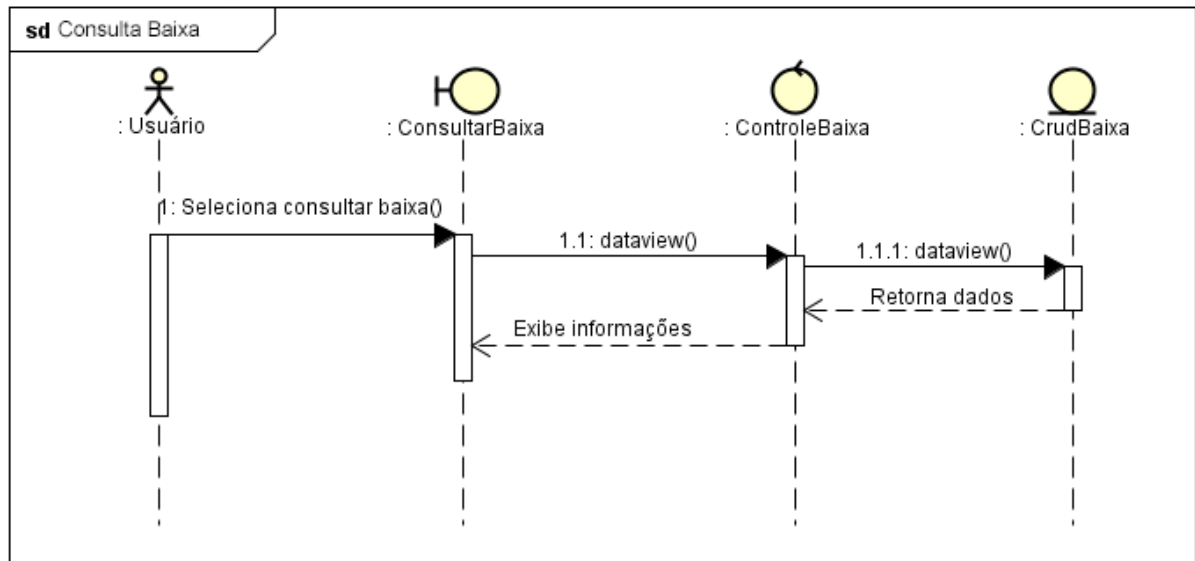 sd Consulta Baixa
: Usuário
: ConsultarBaixa
: ControleBaixa
: CrudBaixa
1: Seleciona consultar baixa()
1.1: dataview()
1.1.1: dataview()
Retorna dados
Exibe informações